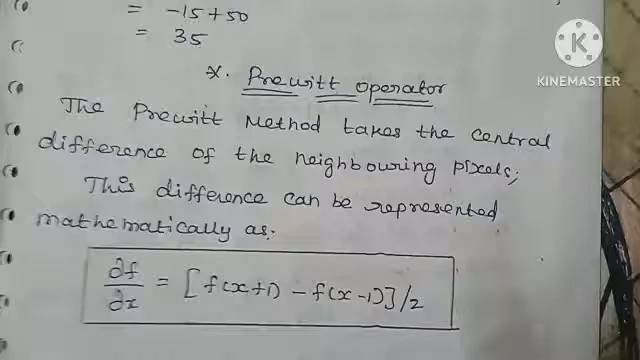 = -15+50
= 35
KINEMASTER
x. Prewitt operator
The Prewitt Method takes the central
difference of the neighbouring pixels;
This difference can be represented
mathematically as:
∂f/∂x = [f(x+1) - f(x-1)]/2